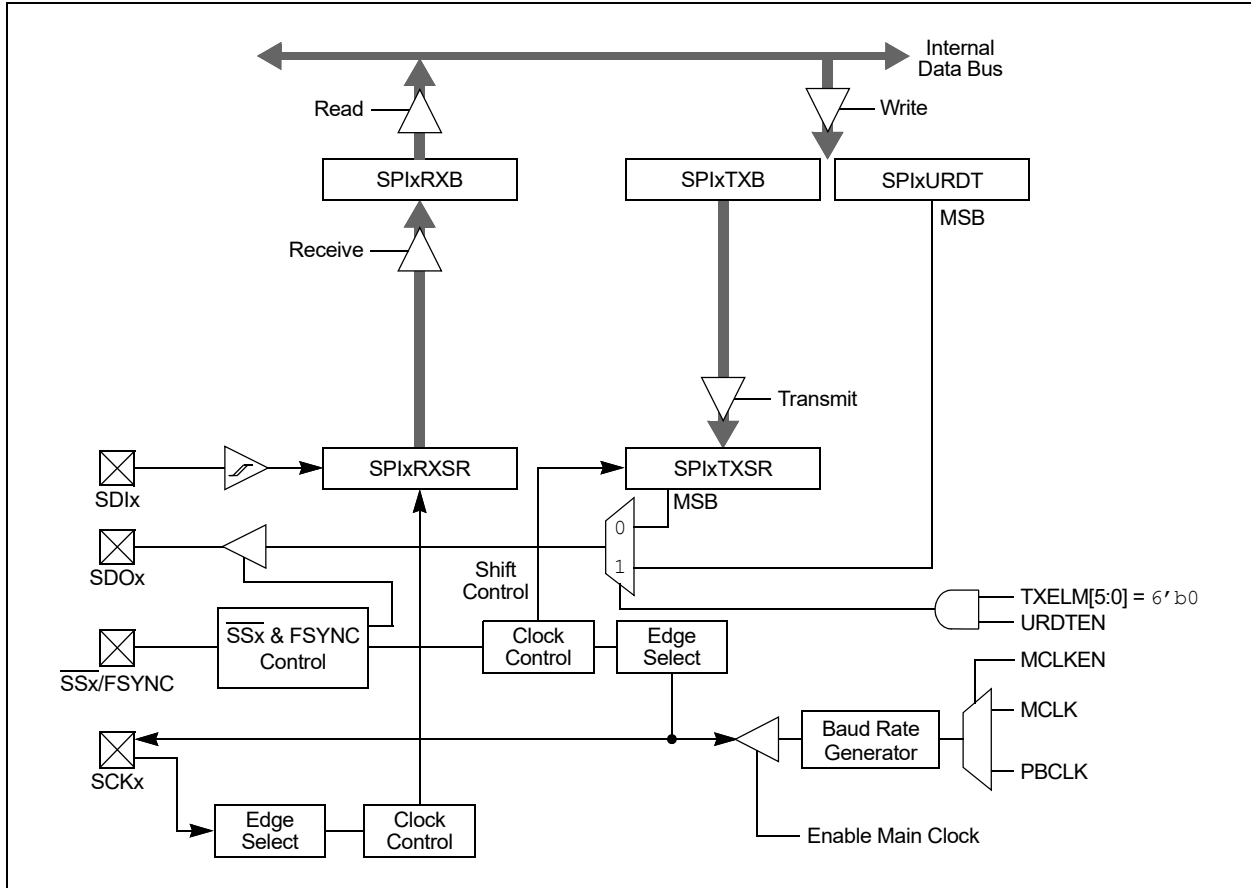 Internal
Data Bus
Read
Write
SPIxRXB
SPIxTXB
SPIxURDT
MSB
Receive
Transmit
SPIxRXSR
SPIxTXSR
SDIx
MSB
0
SDOx
1
Shift
Control
TXELM[5:0] = 6'b0
URDTEN
SSx & FSYNC
Control
Clock
Control
Edge
Select
SSx/FSYNC
MCLKEN
MCLK
Baud Rate
Generator
PBCLK
SCKx
Edge
Select
Clock
Control
Enable Main Clock